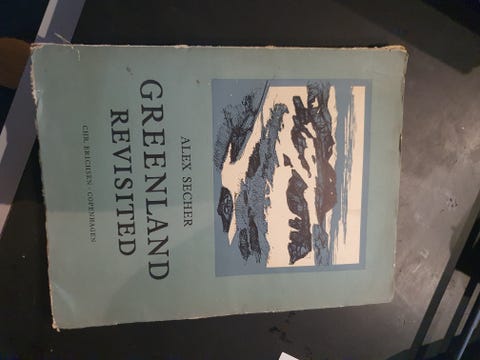 ALEX SECHER
GREENLAND
REVISITED
CHR. ERICHSEN · COPENHAGEN